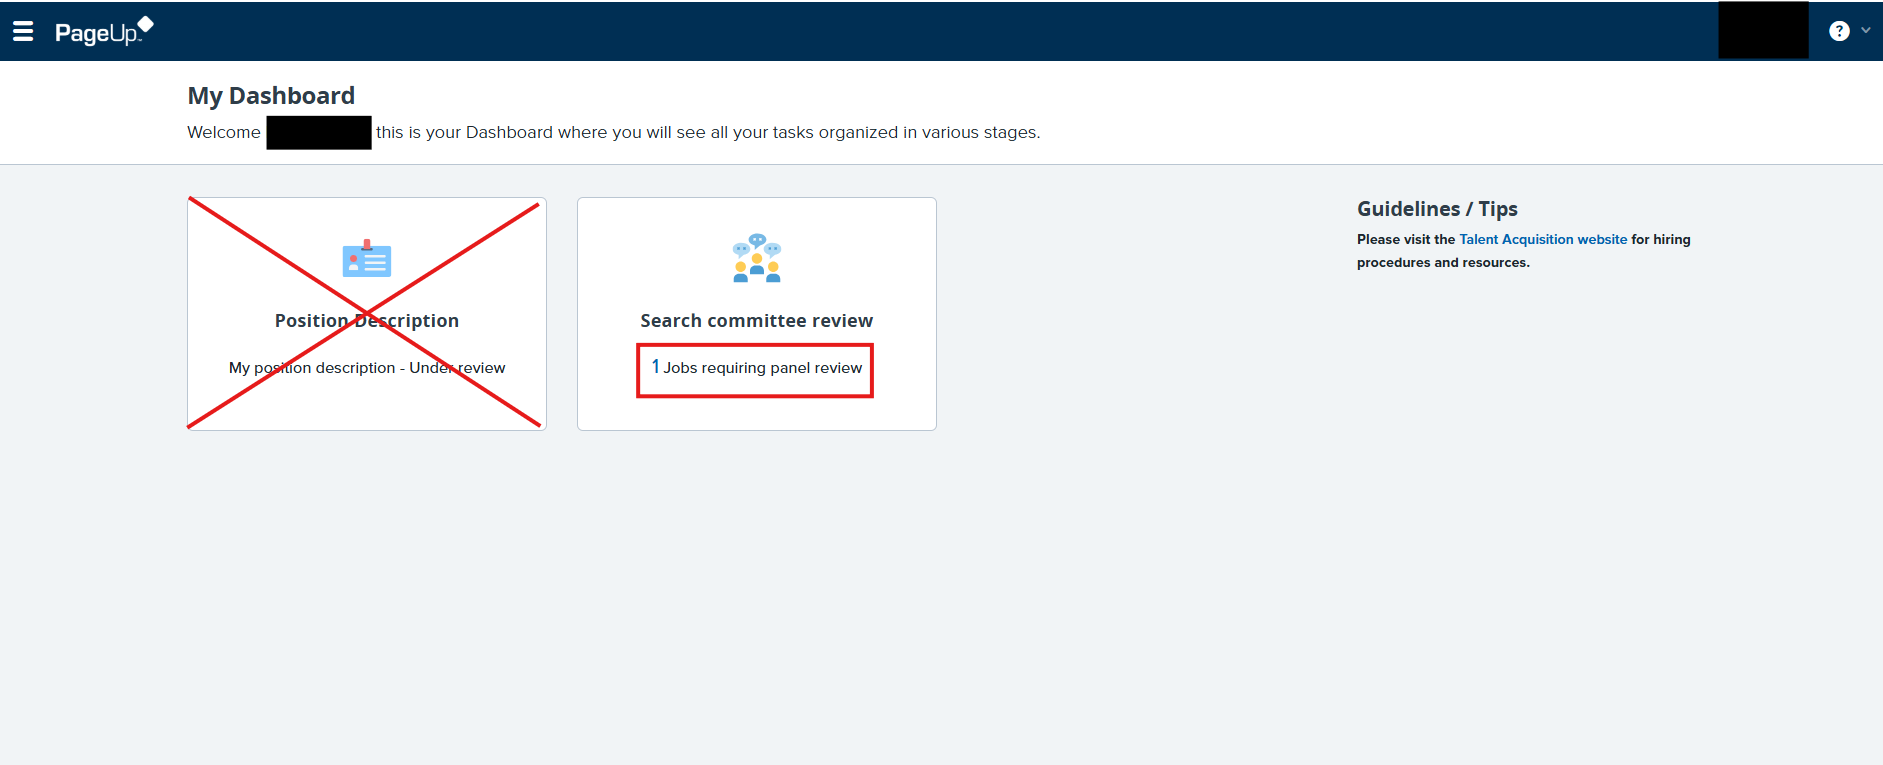 PageUp
My Dashboard
Welcome this is your Dashboard where you will see all your tasks organized in various stages.
Position Description
My position description - Under review
Search committee review
1 Jobs requiring panel review
Guidelines / Tips
Please visit the Talent Acquisition website for hiring
procedures and resources.